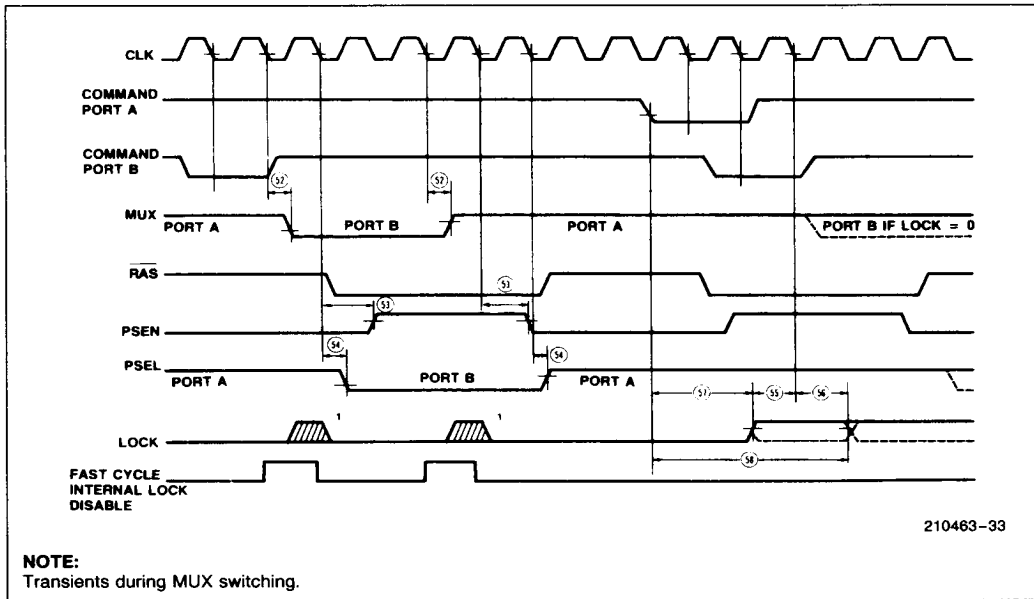 CLK
COMMAND
PORT A
COMMAND
PORT B
52
52
MUX
PORT A
PORT B
PORT A
PORT B IF LOCK = 0
RAS
53
53
PSEN
54
54
PSEL
PORT A
PORT B
PORT A
57
55
56
1
1
LOCK
58
FAST CYCLE
INTERNAL LOCK
DISABLE
210463-33
NOTE:
Transients during MUX switching.